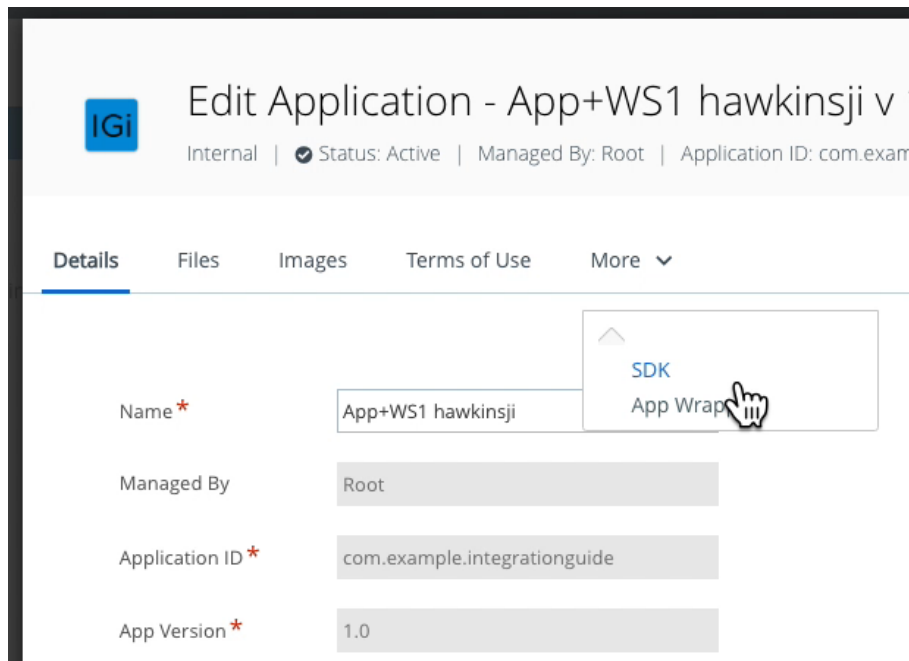 IGi
Edit Application - App+WS1 hawkinsji v
Internal | Status: Active | Managed By: Root | Application ID: com.exam
Details Files Images Terms of Use More
SDK
App Wrap
Name* App+WS1 hawkinsji
Managed By Root
Application ID* com.example.integrationguide
App Version* 1.0